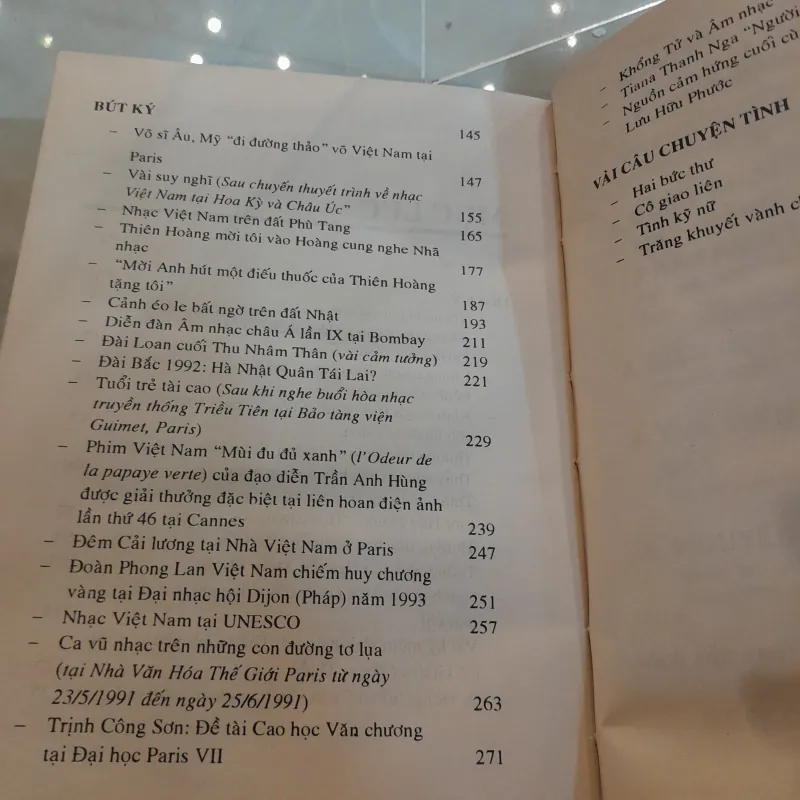 BÚT KÝ
– Võ sĩ Âu, Mỹ “đi đường thảo” võ Việt Nam tại 145
Paris
– Vài suy nghĩ (Sau chuyến thuyết trình về nhạc 147
Việt Nam tại Hoa Kỳ và Châu Úc”
– Nhạc Việt Nam trên đất Phù Tang 155
– Thiên Hoàng mời tôi vào Hoàng cung nghe Nhã 165
nhạc
– “Mời Anh hút một điếu thuốc của Thiên Hoàng 177
tặng tôi”
– Cảnh éo le bất ngờ trên đất Nhật 187
– Diễn đàn Âm nhạc châu Á lần IX tại Bombay 193
– Đài Loan cuối Thu Nhâm Thân (vài cảm tưởng) 211
– Đài Bắc 1992: Hà Nhật Quân Tái Lai? 219
– Tuổi trẻ tài cao (Sau khi nghe buổi hòa nhạc 221
truyền thống Triều Tiên tại Bảo tàng viện
Guimet, Paris)
– Phim Việt Nam “Mùi đu đủ xanh” (l’Odeur de 229
la papaye verte) của đạo diễn Trần Anh Hùng
được giải thưởng đặc biệt tại liên hoan điện ảnh
lần thứ 46 tại Cannes 239
– Đêm Cải lương tại Nhà Việt Nam ở Paris 247
– Đoàn Phong Lan Việt Nam chiếm huy chương
vàng tại Đại nhạc hội Dijon (Pháp) năm 1993 251
– Nhạc Việt Nam tại UNESCO 257
– Ca vũ nhạc trên những con đường tơ lụa
(tại Nhà Văn Hóa Thế Giới Paris từ ngày
23/5/1991 đến ngày 25/6/1991) 263
– Trịnh Công Sơn: Đề tài Cao học Văn chương
tại Đại học Paris VII 271
– Khổng Tử và Âm nhạc
– Tiana Thanh Nga “Người
– Nguồn cảm hứng cuối cù
– Lưu Hữu Phước
VÀI CÂU CHUYỆN TÌNH
– Hai bức thư
– Cô giao liên
– Tình kỹ nữ
– Trăng khuyết vành ch